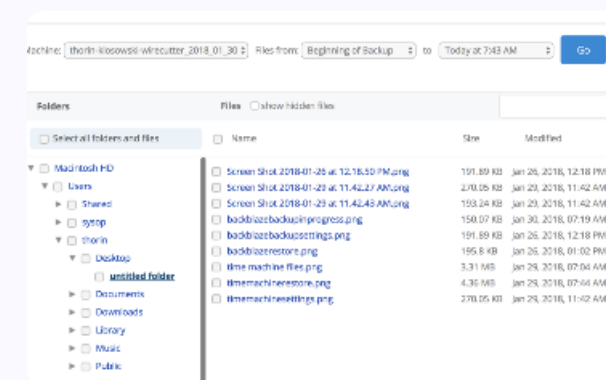 Machine: thorin-klosowski-wirecutter_2018_01_30 Files from: Beginning of Backup to Today at 7:43 AM Go
Folders Files show hidden files
Select all folders and files Name Size Modified
Macintosh HD
Users
Shared
sysop
thorin
Desktop
untitled folder
Documents
Downloads
Library
Music
Public
Screen Shot 2018-01-26 at 12.18.50 PM.png 191.89 KB Jan 26, 2018, 12:18 PM
Screen Shot 2018-01-29 at 11.42.27 AM.png 270.05 KB Jan 29, 2018, 11:42 AM
Screen Shot 2018-01-29 at 11.42.43 AM.png 193.24 KB Jan 29, 2018, 11:42 AM
backblazebackupinprogress.png 150.07 KB Jan 30, 2018, 07:19 AM
backblazebackupsettings.png 191.89 KB Jan 26, 2018, 12:18 PM
backblazerestore.png 195.8 KB Jan 26, 2018, 01:02 PM
time machine files.png 3.31 MB Jan 29, 2018, 07:04 AM
timemachinerestore.png 4.36 MB Jan 29, 2018, 07:44 AM
timemachinesettings.png 270.05 KB Jan 29, 2018, 11:42 AM